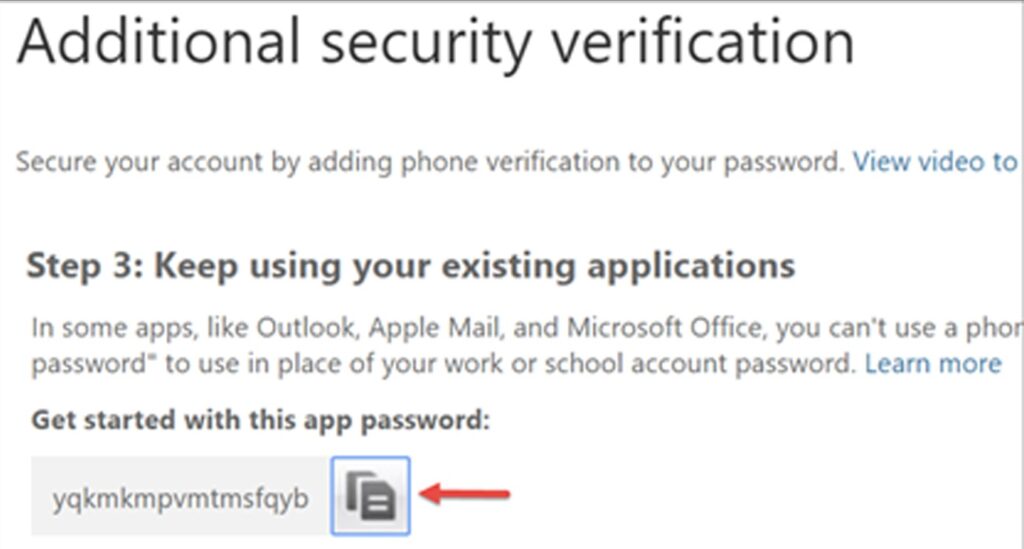 Additional security verification
Secure your account by adding phone verification to your password. View video to
Step 3: Keep using your existing applications
In some apps, like Outlook, Apple Mail, and Microsoft Office, you can't use a phon
password" to use in place of your work or school account password. Learn more
Get started with this app password:
yqkmkmpvmtmsfqyb